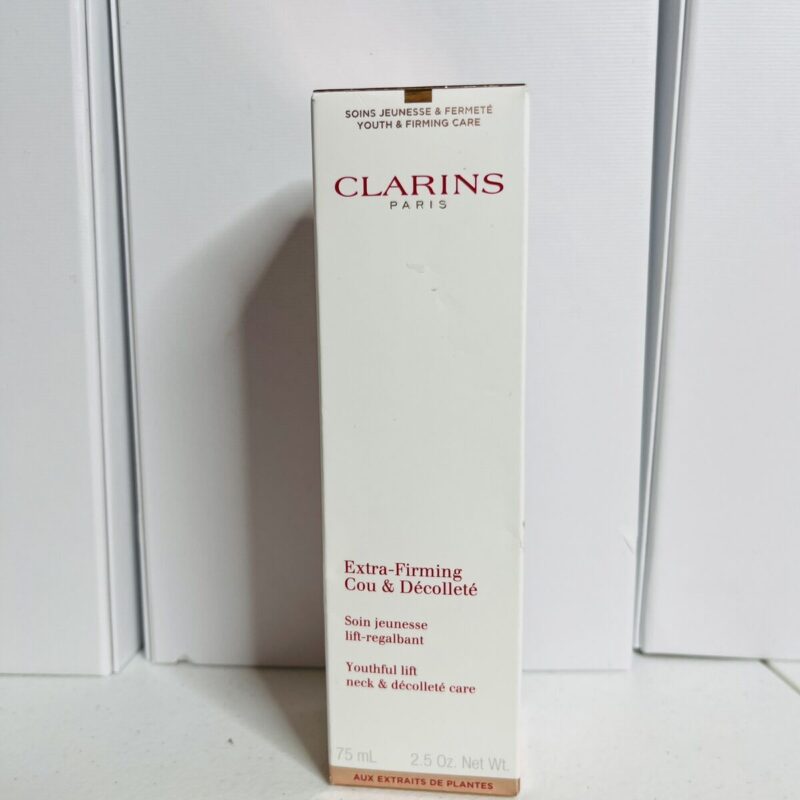 SOINS JEUNESSE & FERMETÉ
YOUTH & FIRMING CARE
CLARINS
PARIS
Extra-Firming
Cou & Décolleté
Soin jeunesse
lift-regalbant
Youthful lift
neck & décolleté care
75 mL 2.5 Oz. Net Wt.
AUX EXTRAITS DE PLANTES